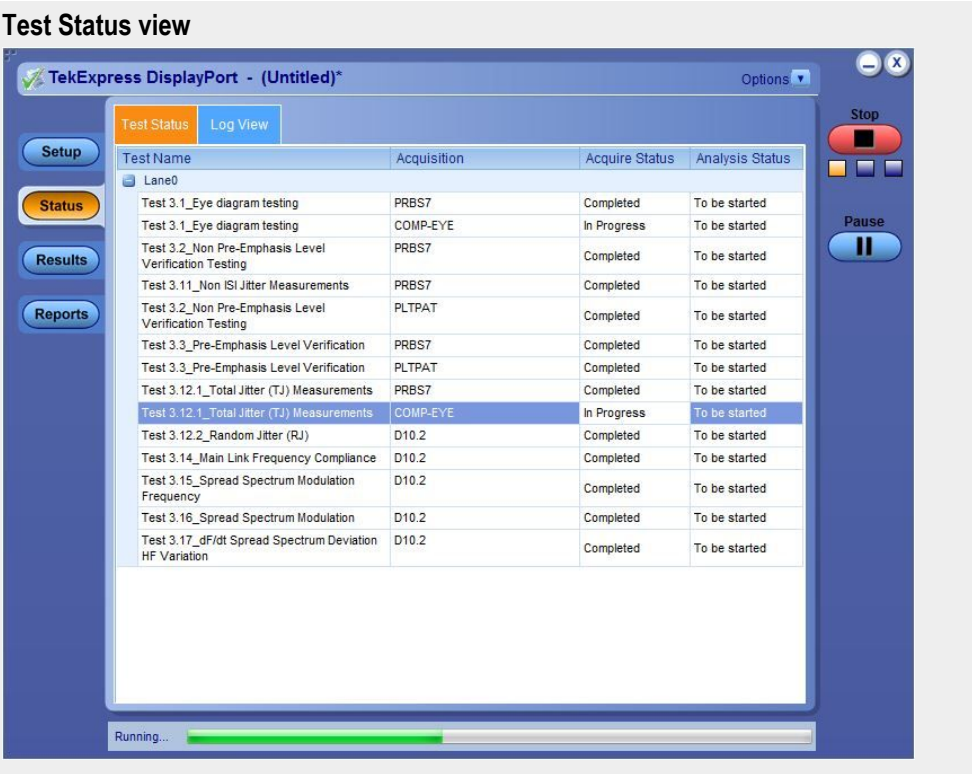 Test Status view
TekExpress DisplayPort - (Untitled)*
Options
Stop
Test Status
Log View
Setup
Status
Results
Reports
Pause
Test Name Acquisition Acquire Status Analysis Status
Lane0
Test 3.1_Eye diagram testing PRBS7 Completed To be started
Test 3.1_Eye diagram testing COMP-EYE In Progress To be started
Test 3.2_Non Pre-Emphasis Level PRBS7 Completed To be started
Verification Testing
Test 3.11_Non ISI Jitter Measurements PRBS7 Completed To be started
Test 3.2_Non Pre-Emphasis Level PLTPAT Completed To be started
Verification Testing
Test 3.3_Pre-Emphasis Level Verification PRBS7 Completed To be started
Test 3.3_Pre-Emphasis Level Verification PLTPAT Completed To be started
Test 3.12.1_Total Jitter (TJ) Measurements PRBS7 Completed To be started
Test 3.12.1_Total Jitter (TJ) Measurements COMP-EYE In Progress To be started
Test 3.12.2_Random Jitter (RJ) D10.2 Completed To be started
Test 3.14_Main Link Frequency Compliance D10.2 Completed To be started
Test 3.15_Spread Spectrum Modulation D10.2 Completed To be started
Frequency
Test 3.16_Spread Spectrum Modulation D10.2 Completed To be started
Test 3.17_dF/dt Spread Spectrum Deviation D10.2 Completed To be started
HF Variation
Running...